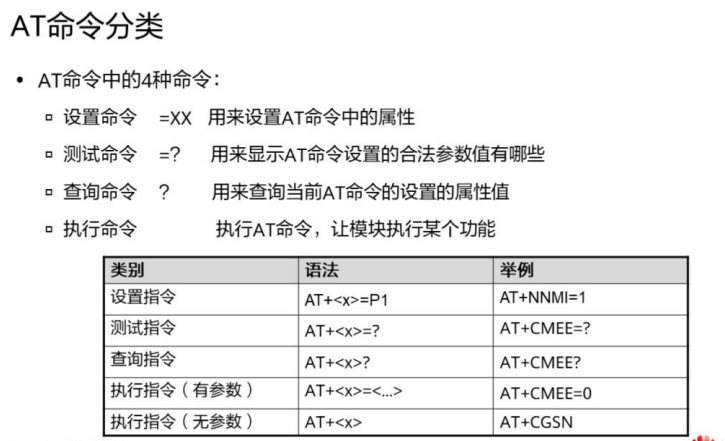 AT命令分类
• AT命令中的4种命令：
▫ 设置命令 =XX 用来设置AT命令中的属性
▫ 测试命令 =? 用来显示AT命令设置的合法参数值有哪些
▫ 查询命令 ? 用来查询当前AT命令的设置的属性值
▫ 执行命令 执行AT命令，让模块执行某个功能
类别 语法 举例
设置指令 AT+<x>=P1 AT+NNMI=1
测试指令 AT+<x>=? AT+CMEE=?
查询指令 AT+<x>? AT+CMEE?
执行指令（有参数） AT+<x>=<...> AT+CMEE=0
执行指令（无参数） AT+<x> AT+CGSN